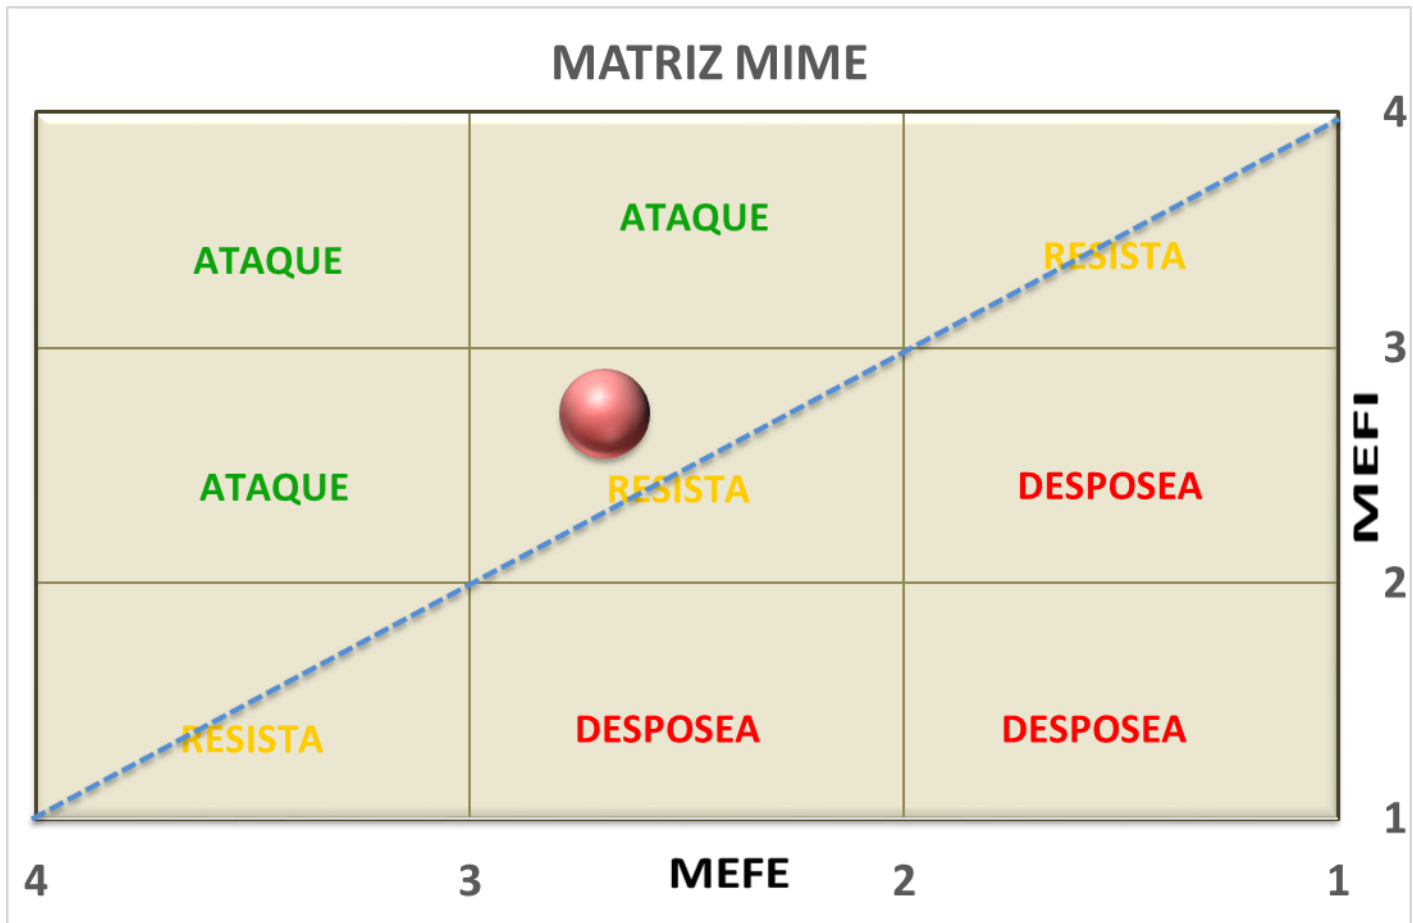 MATRIZ MIME
4
ATAQUE
ATAQUE
RESISTA
3
MEFI
ATAQUE
RESISTA
DESPOSEA
2
RESISTA
DESPOSEA
DESPOSEA
1
4
3
MEFE
2
1